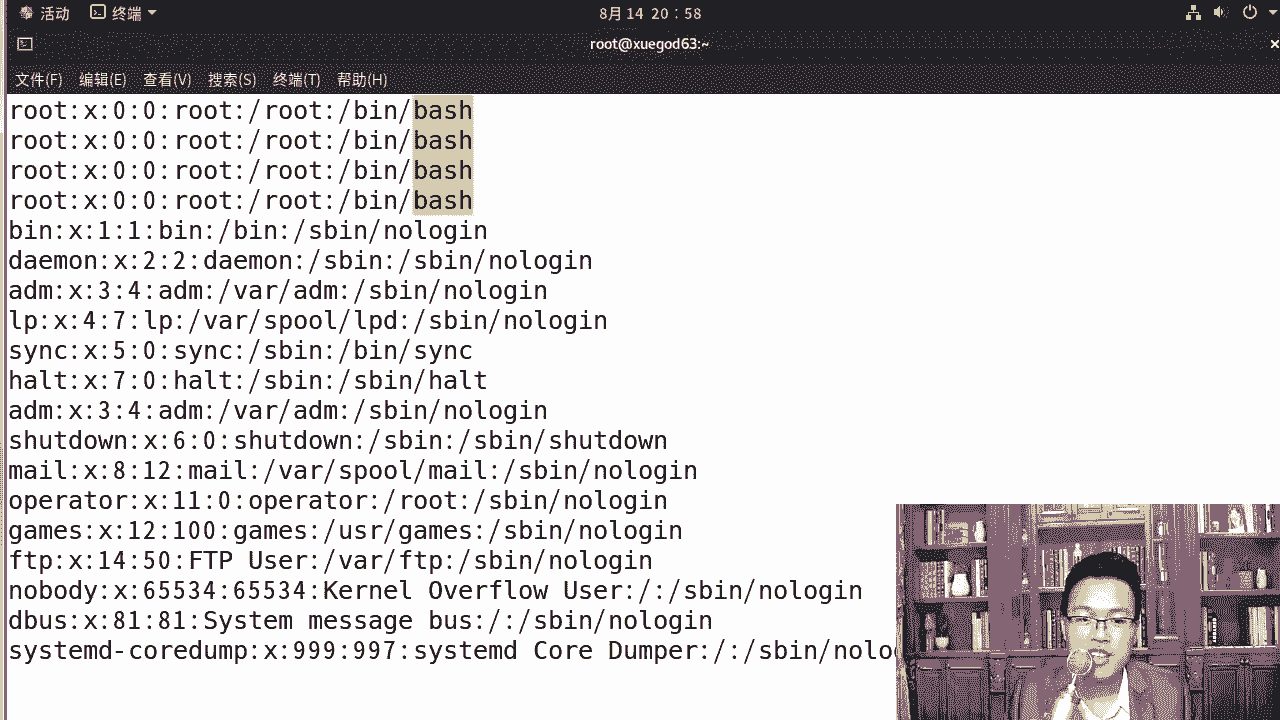 活动 终端 8月 14 20：58
root@xuegod63:~
文件(F) 编辑(E) 查看(V) 搜索(S) 终端(T) 帮助(H)
root:x:0:0:root:/root:/bin/bash
root:x:0:0:root:/root:/bin/bash
root:x:0:0:root:/root:/bin/bash
root:x:0:0:root:/root:/bin/bash
bin:x:1:1:bin:/bin:/sbin/nologin
daemon:x:2:2:daemon:/sbin:/sbin/nologin
adm:x:3:4:adm:/var/adm:/sbin/nologin
lp:x:4:7:lp:/var/spool/lpd:/sbin/nologin
sync:x:5:0:sync:/sbin:/bin/sync
halt:x:7:0:halt:/sbin:/sbin/halt
adm:x:3:4:adm:/var/adm:/sbin/nologin
shutdown:x:6:0:shutdown:/sbin:/sbin/shutdown
mail:x:8:12:mail:/var/spool/mail:/sbin/nologin
operator:x:11:0:operator:/root:/sbin/nologin
games:x:12:100:games:/usr/games:/sbin/nologin
ftp:x:14:50:FTP User:/var/ftp:/sbin/nologin
nobody:x:65534:65534:Kernel Overflow User:/:/sbin/nologin
dbus:x:81:81:System message bus:/:/sbin/nologin
systemd-coredump:x:999:997:systemd Core Dumper:/:/sbin/nolo